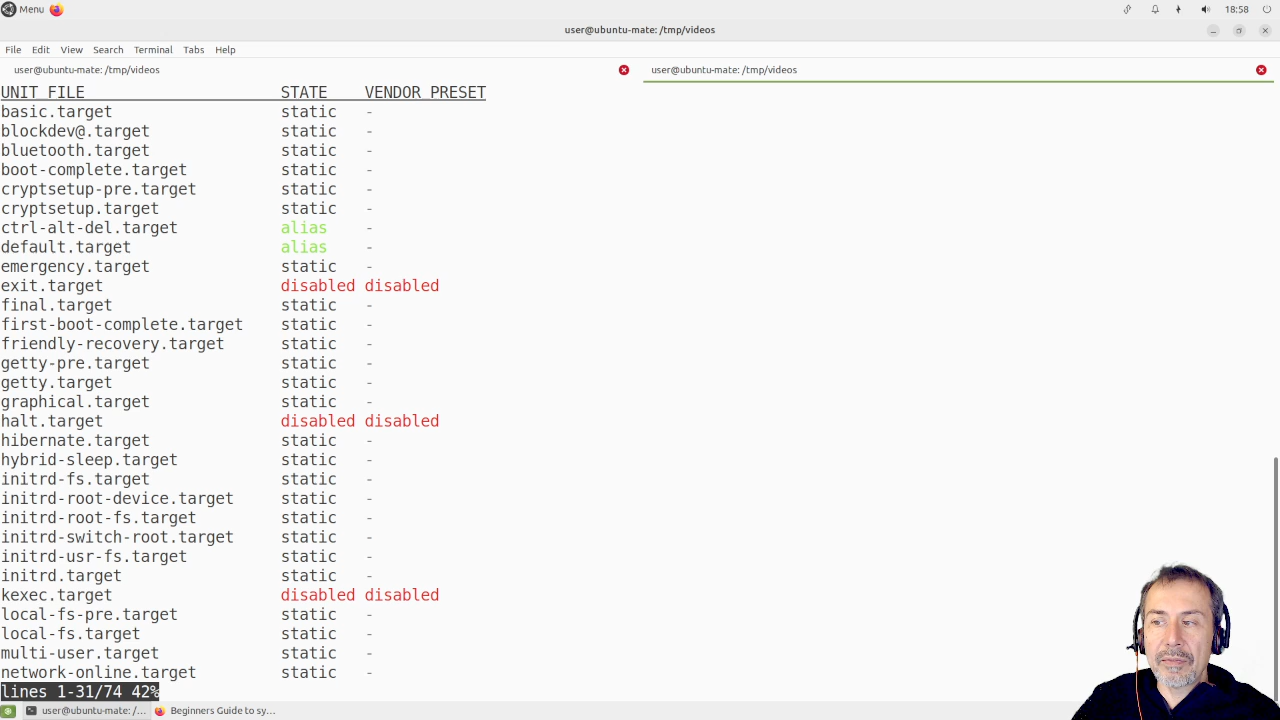 Menu 18:58
user@ubuntu-mate: /tmp/videos
File Edit View Search Terminal Tabs Help
user@ubuntu-mate: /tmp/videos user@ubuntu-mate: /tmp/videos
UNIT FILE STATE VENDOR PRESET
basic.target static -
blockdev@.target static -
bluetooth.target static -
boot-complete.target static -
cryptsetup-pre.target static -
cryptsetup.target static -
ctrl-alt-del.target alias -
default.target alias -
emergency.target static -
exit.target disabled disabled
final.target static -
first-boot-complete.target static -
friendly-recovery.target static -
getty-pre.target static -
getty.target static -
graphical.target static -
halt.target disabled disabled
hibernate.target static -
hybrid-sleep.target static -
initrd-fs.target static -
initrd-root-device.target static -
initrd-root-fs.target static -
initrd-switch-root.target static -
initrd-usr-fs.target static -
initrd.target static -
kexec.target disabled disabled
local-fs-pre.target static -
local-fs.target static -
multi-user.target static -
network-online.target static -
lines 1-31/74 42%
user@ubuntu-mate: /... Beginners Guide to sy...